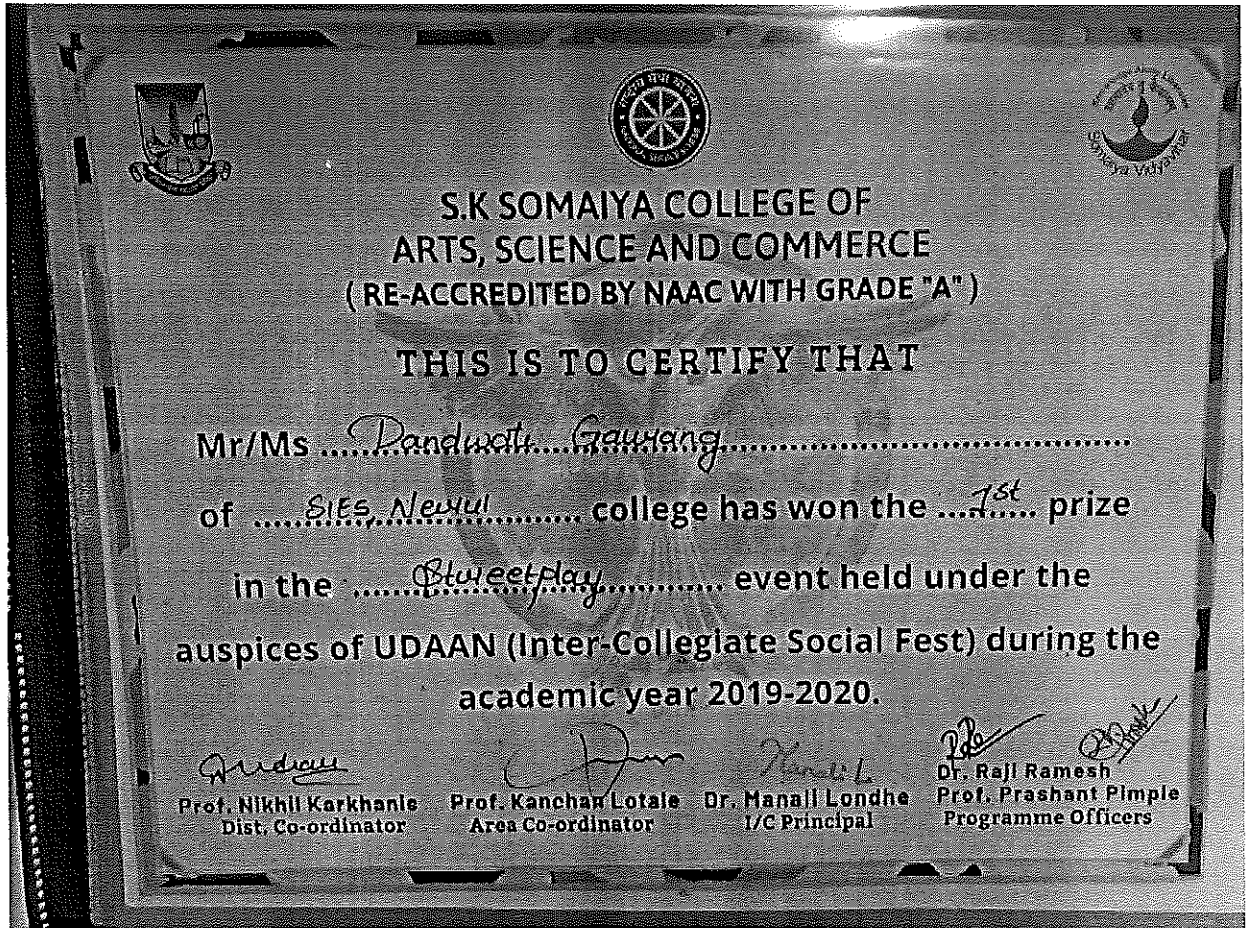 राष्ट्रीय सेवा योजना
Somaiya Vidyavihar
S.K SOMAIYA COLLEGE OF
ARTS, SCIENCE AND COMMERCE
( RE-ACCREDITED BY NAAC WITH GRADE "A" )
THIS IS TO CERTIFY THAT
Mr/Ms Dandwate Gaurang
of SIES, Nerul college has won the 1st prize
in the Streetplay event held under the
auspices of UDAAN (Inter-Collegiate Social Fest) during the
academic year 2019-2020.
Prof. Nikhil Karkhanis Prof. Kanchan Lotale Dr. Manali Londhe Dr. Raji Ramesh
Prof. Prashant Pimple
Dist. Co-ordinator Area Co-ordinator I/C Principal Programme Officers